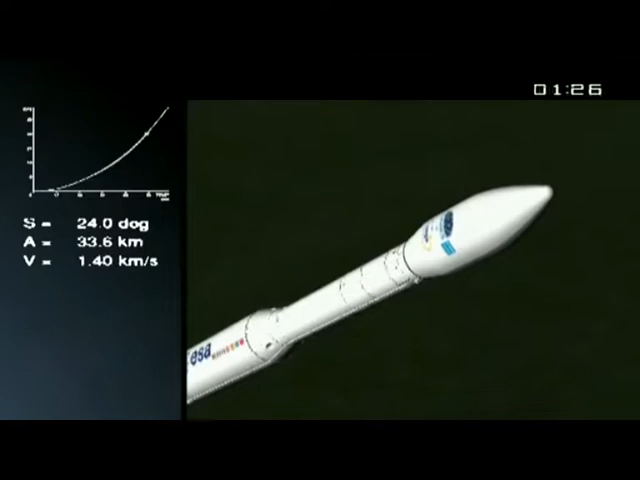 01:26
S = 24.0 dog
A = 33.6 km
V = 1.40 km/s
esa